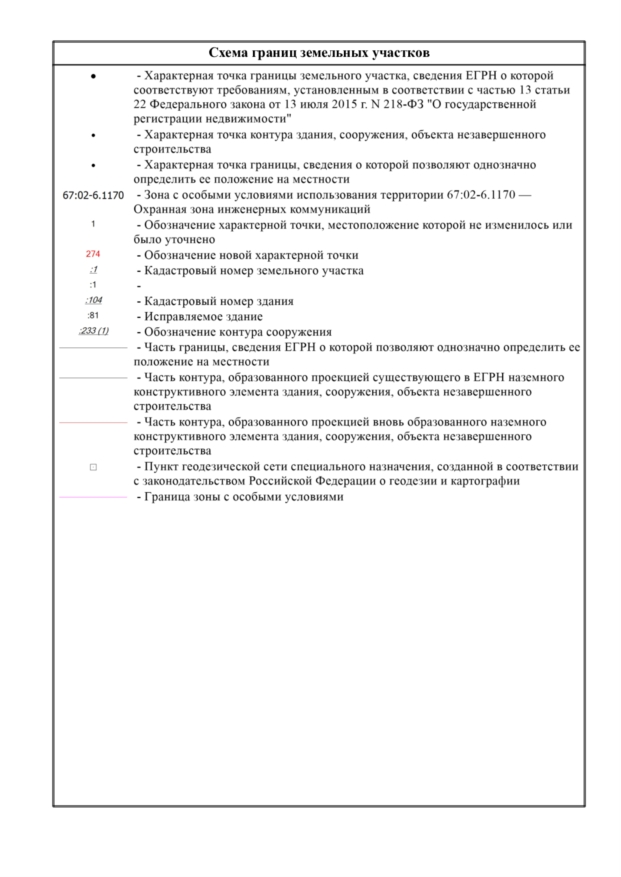 Схема границ земельных участков
- Характерная точка границы земельного участка, сведения ЕГРН о которой
соответствуют требованиям, установленным в соответствии с частью 13 статьи
22 Федерального закона от 13 июля 2015 г. N 218-ФЗ "О государственной
регистрации недвижимости"
- Характерная точка контура здания, сооружения, объекта незавершенного
строительства
- Характерная точка границы, сведения о которой позволяют однозначно
определить ее положение на местности
67:02-6.1170 - Зона с особыми условиями использования территории 67:02-6.1170 —
Охранная зона инженерных коммуникаций
1 - Обозначение характерной точки, местоположение которой не изменилось или
было уточнено
274 - Обозначение новой характерной точки
:1 - Кадастровый номер земельного участка
:1 -
:104 - Кадастровый номер здания
:81 - Исправляемое здание
:233 (1) - Обозначение контура сооружения
- Часть границы, сведения ЕГРН о которой позволяют однозначно определить ее
положение на местности
- Часть контура, образованного проекцией существующего в ЕГРН наземного
конструктивного элемента здания, сооружения, объекта незавершенного
строительства
- Часть контура, образованного проекцией вновь образованного наземного
конструктивного элемента здания, сооружения, объекта незавершенного
строительства
- Пункт геодезической сети специального назначения, созданной в соответствии
с законодательством Российской Федерации о геодезии и картографии
- Граница зоны с особыми условиями